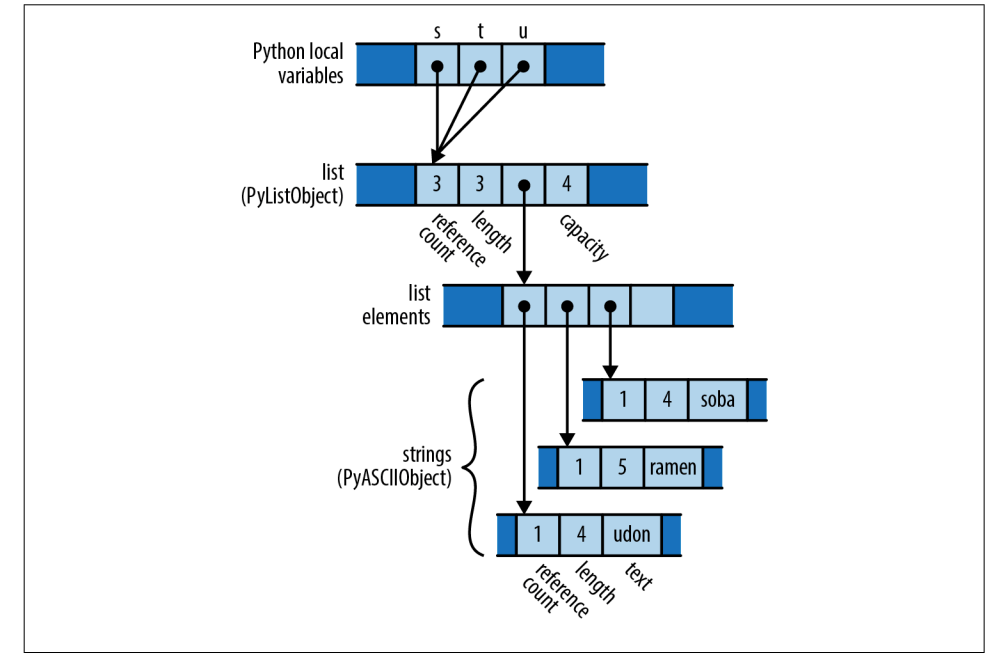 s t u
Python local
variables
list
(PyListObject)
3 3 4
reference
count
length
capacity
list
elements
1 4 soba
strings
(PyASCIIObject)
1 5 ramen
1 4 udon
reference
count
length
text